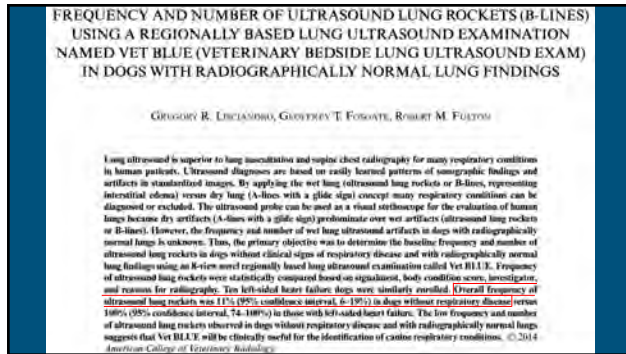 FREQUENCY AND NUMBER OF ULTRASOUND LUNG ROCKETS (B-LINES)
USING A REGIONALLY BASED LUNG ULTRASOUND EXAMINATION
NAMED VET BLUE (VETERINARY BEDSIDE LUNG ULTRASOUND EXAM)
IN DOGS WITH RADIOGRAPHICALLY NORMAL LUNG FINDINGS
GREGORY R. LISCIANDRO, GEOFFREY T. FOSGATE, ROBERT M. FULTON
Lung ultrasound is superior to lung auscultation and supine chest radiography for many respiratory conditions
in human patients. Ultrasound diagnoses are based on easily learned patterns of sonographic findings and
artifacts in standardized images. By applying the wet lung (ultrasound lung rockets or B-lines, representing
interstitial edema) versus dry lung (A-lines with a glide sign) concept many respiratory conditions can be
diagnosed or excluded. The ultrasound probe can be used as a visual stethoscope for the evaluation of human
lungs because dry artifacts (A-lines with a glide sign) predominate over wet artifacts (ultrasound lung rockets
or B-lines). However, the frequency and number of wet lung ultrasound artifacts in dogs with radiographically
normal lungs is unknown. Thus, the primary objective was to determine the baseline frequency and number of
ultrasound lung rockets in dogs without clinical signs of respiratory disease and with radiographically normal
lung findings using an 8-view novel regionally based lung ultrasound examination called Vet BLUE. Frequency
of ultrasound lung rockets were statistically compared based on signalment, body condition score, investigator,
and reasons for radiography. Ten left-sided heart failure dogs were similarly enrolled. Overall frequency of
ultrasound lung rockets was 11% (95% confidence interval, 6–19%) in dogs without respiratory disease versus
100% (95% confidence interval, 74–100%) in those with left-sided heart failure. The low frequency and number
of ultrasound lung rockets observed in dogs without respiratory disease and with radiographically normal lungs
suggests that Vet BLUE will be clinically useful for the identification of canine respiratory conditions. © 2014
American College of Veterinary Radiology